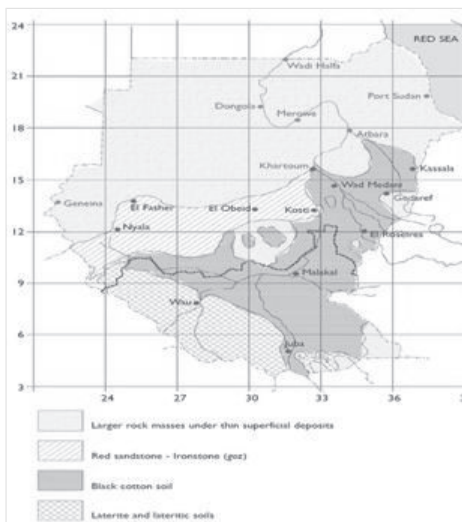 24
RED SEA
Wadi Halfa
21
Port Sudan
Dongola
Merowe
18
Atbara
Khartoum
Kassala
15
Wad Medani
Gedaref
Geneina
El Fasher
El Obeid
Kosti
Nyala
12
El Roseires
Malakal
9
Wau
6
Juba
3
24
27
30
33
36
Larger rock masses under thin superficial deposits
Red sandstone - Ironstone (goz)
Black cotton soil
Laterite and lateritic soils